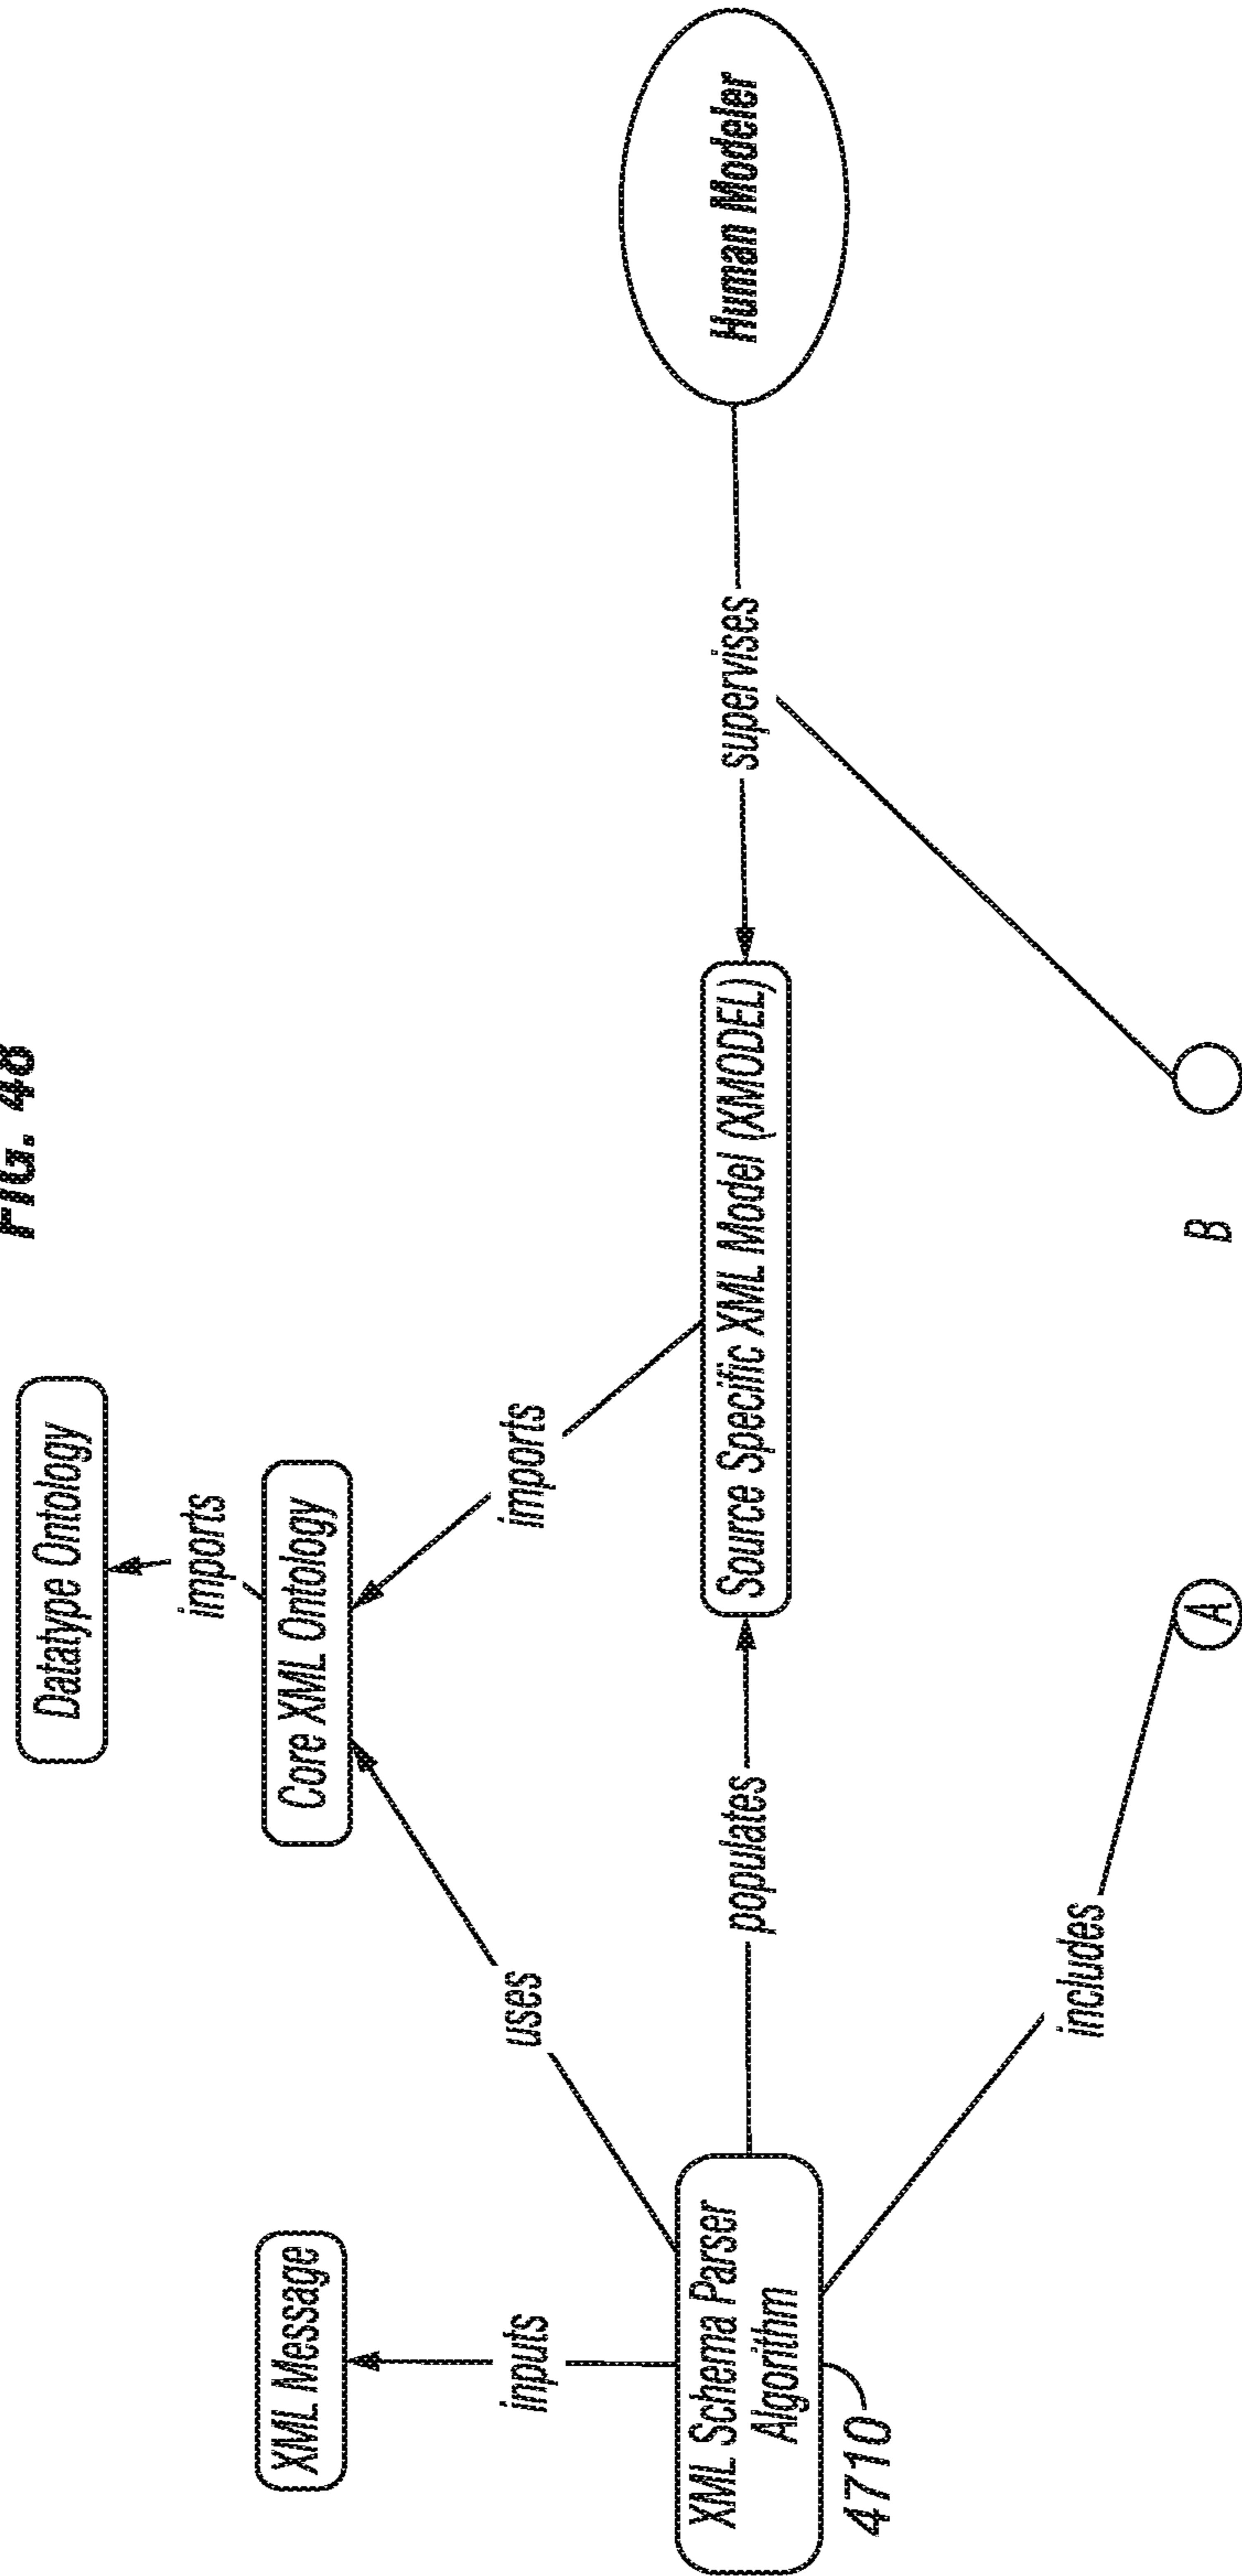 FIG. 48
Datatype Ontology
imports
XML Message
Core XML Ontology
inputs
uses
imports
XML Schema Parser
Algorithm
populates
Source Specific XML Model (XMODEL)
supervises
Human Modeler
4710
includes
A
B